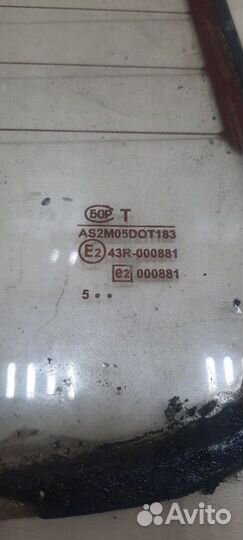 БОР T
AS2M05DOT183
E2 43R-000881
e2 000881
5 • •
Avito